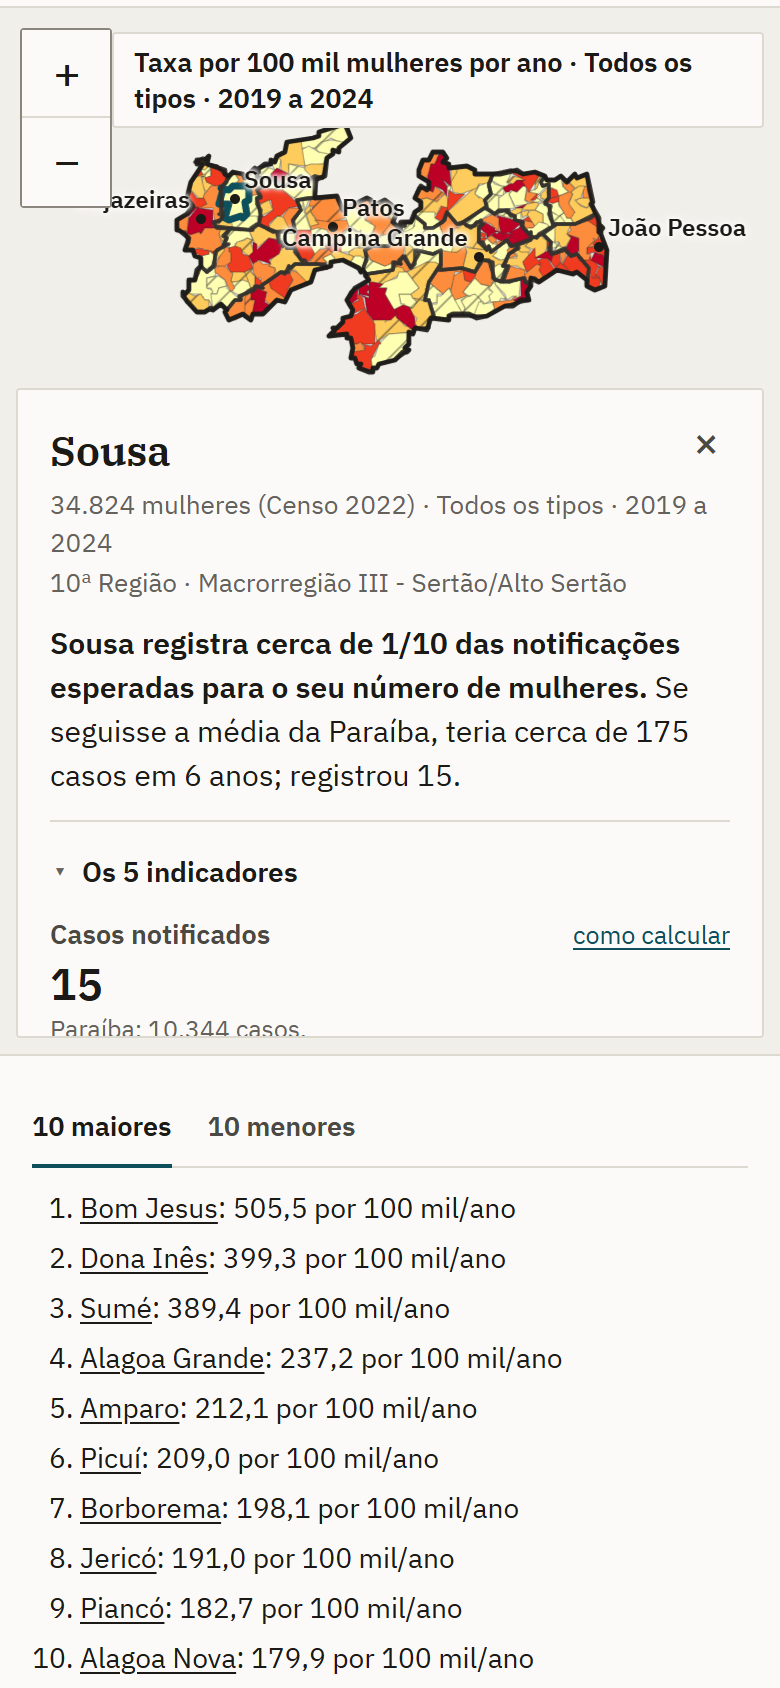 +
Taxa por 100 mil mulheres por ano · Todos os
tipos · 2019 a 2024
−
Sousa
jazeiras
Patos
João Pessoa
Campina Grande
Sousa
×
34.824 mulheres (Censo 2022) · Todos os tipos · 2019 a
2024
10ª Região · Macrorregião III - Sertão/Alto Sertão
Sousa registra cerca de 1/10 das notificações
esperadas para o seu número de mulheres. Se
seguisse a média da Paraíba, teria cerca de 175
casos em 6 anos; registrou 15.
▼ Os 5 indicadores
Casos notificados
como calcular
15
Paraíba: 10.344 casos.
10 maiores
10 menores
1. Bom Jesus: 505,5 por 100 mil/ano
2. Dona Inês: 399,3 por 100 mil/ano
3. Sumé: 389,4 por 100 mil/ano
4. Alagoa Grande: 237,2 por 100 mil/ano
5. Amparo: 212,1 por 100 mil/ano
6. Picuí: 209,0 por 100 mil/ano
7. Borborema: 198,1 por 100 mil/ano
8. Jericó: 191,0 por 100 mil/ano
9. Piancó: 182,7 por 100 mil/ano
10. Alagoa Nova: 179,9 por 100 mil/ano